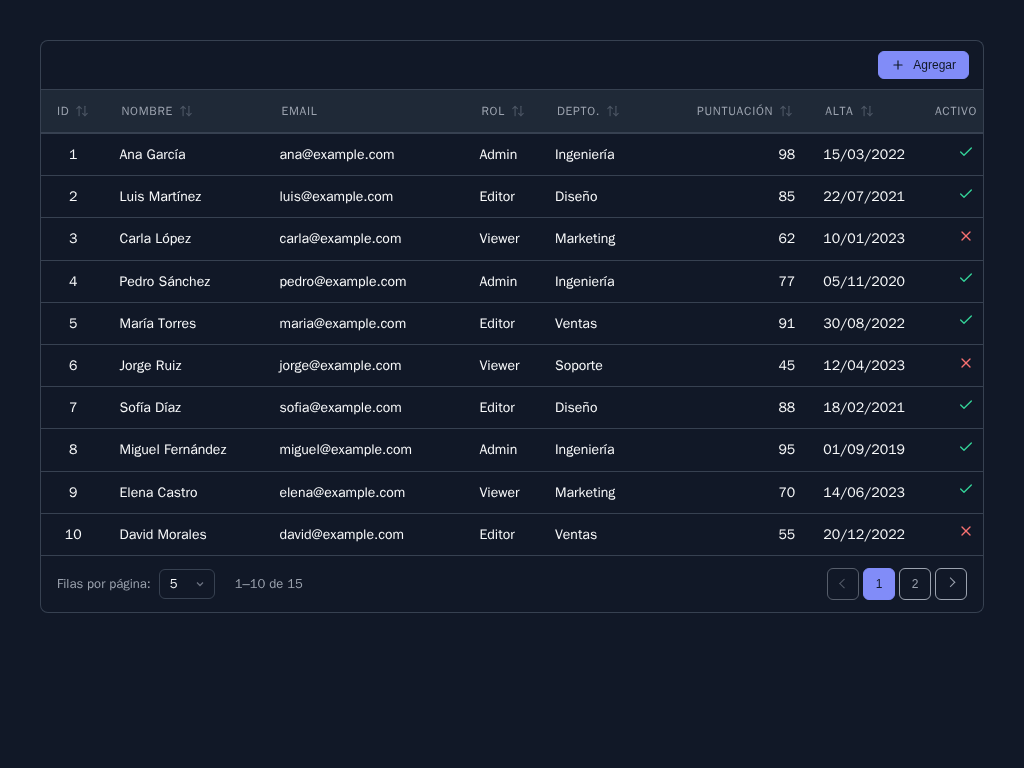 Agregar
ID NOMBRE EMAIL ROL DEPTO. PUNTUACIÓN ALTA ACTIVO
1 Ana García ana@example.com Admin Ingeniería 98 15/03/2022
2 Luis Martínez luis@example.com Editor Diseño 85 22/07/2021
3 Carla López carla@example.com Viewer Marketing 62 10/01/2023
4 Pedro Sánchez pedro@example.com Admin Ingeniería 77 05/11/2020
5 María Torres maria@example.com Editor Ventas 91 30/08/2022
6 Jorge Ruiz jorge@example.com Viewer Soporte 45 12/04/2023
7 Sofía Díaz sofia@example.com Editor Diseño 88 18/02/2021
8 Miguel Fernández miguel@example.com Admin Ingeniería 95 01/09/2019
9 Elena Castro elena@example.com Viewer Marketing 70 14/06/2023
10 David Morales david@example.com Editor Ventas 55 20/12/2022
Filas por página: 5 1–10 de 15 1 2